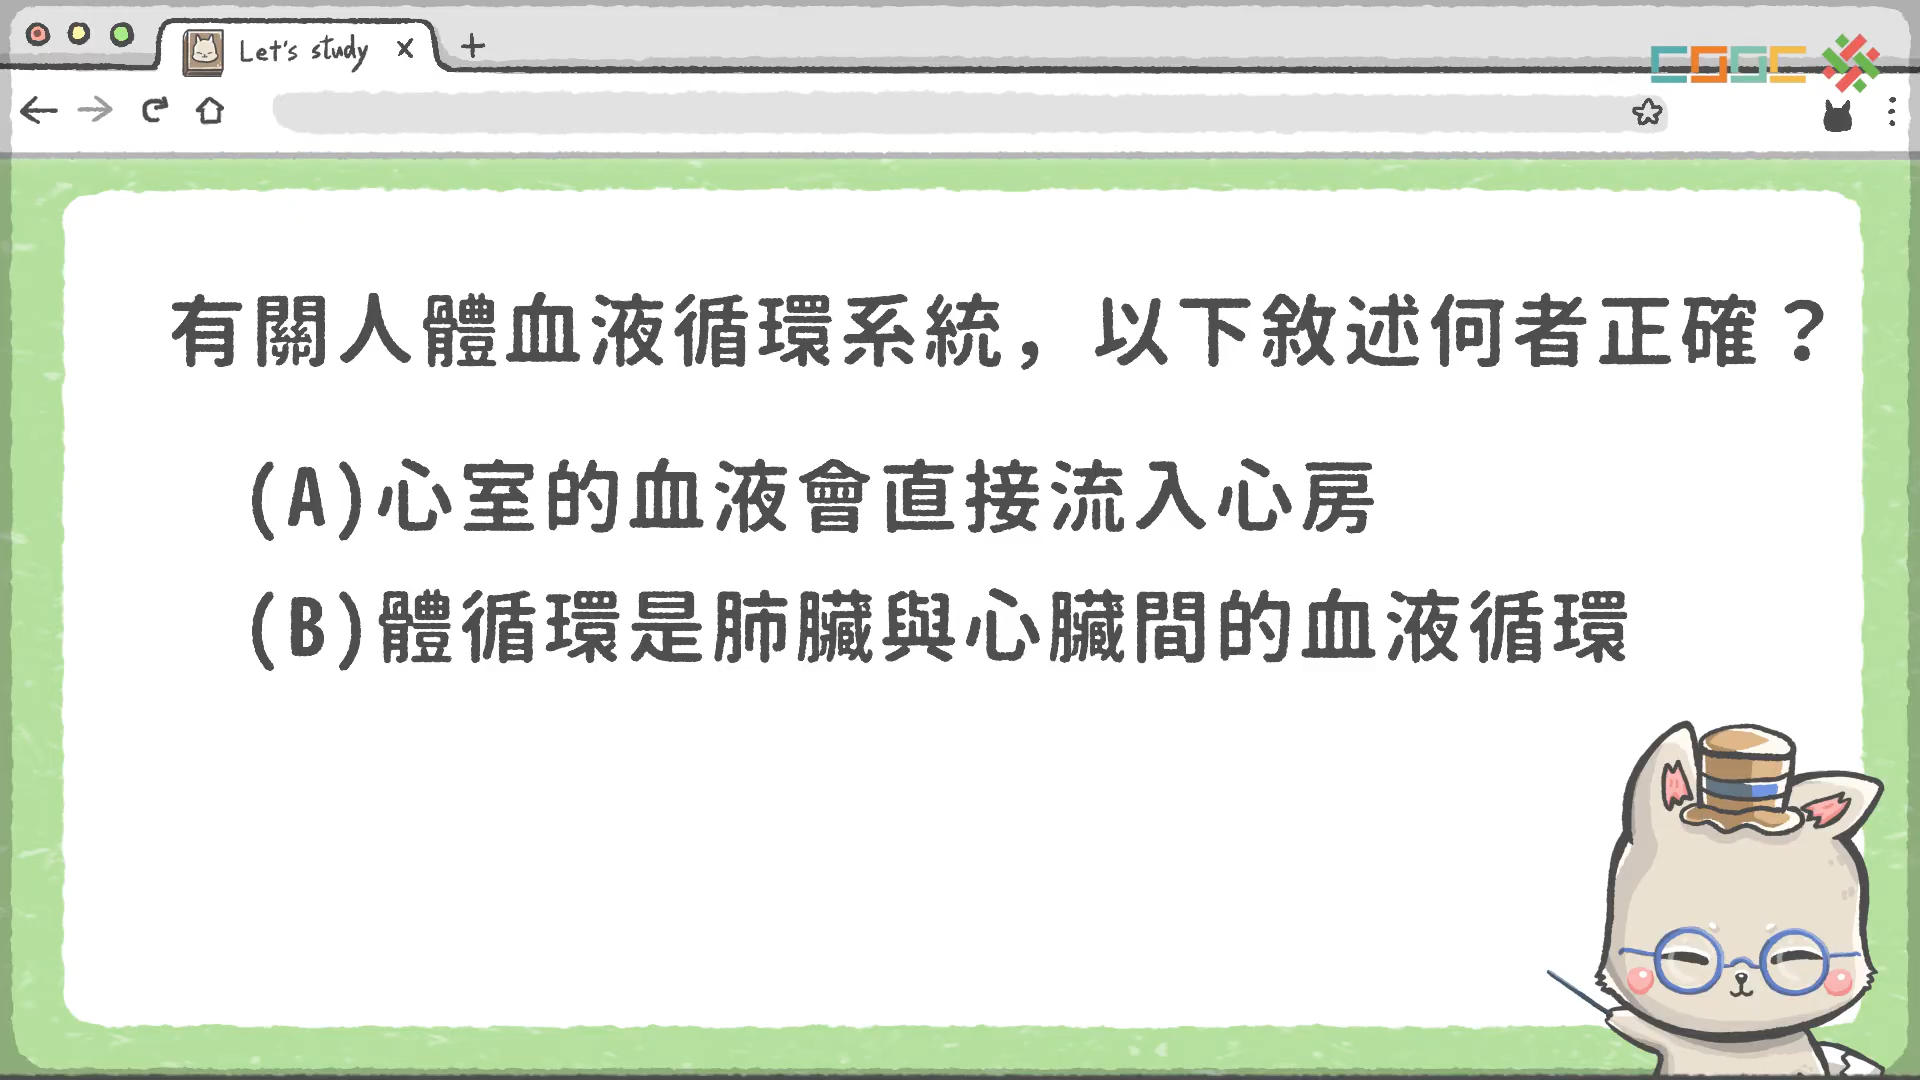 Let's study
有關人體血液循環系統，以下敘述何者正確？
(A)心室的血液會直接流入心房
(B)體循環是肺臟與心臟間的血液循環